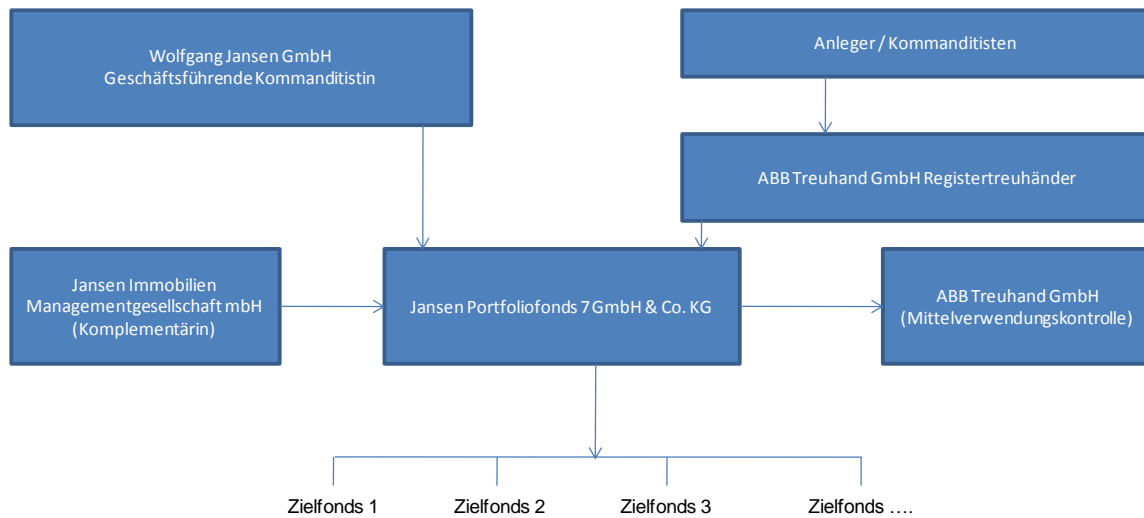 Wolfgang Jansen GmbH
Geschäftsführende Kommanditistin
Anleger / Kommanditisten
ABB Treuhand GmbH Registertreuhänder
Jansen Immobilien
Managementgesellschaft mbH
(Komplementärin)
Jansen Portfoliofonds 7 GmbH & Co. KG
ABB Treuhand GmbH
(Mittelverwendungskontrolle)
Zielfonds 1 Zielfonds 2 Zielfonds 3 Zielfonds ....